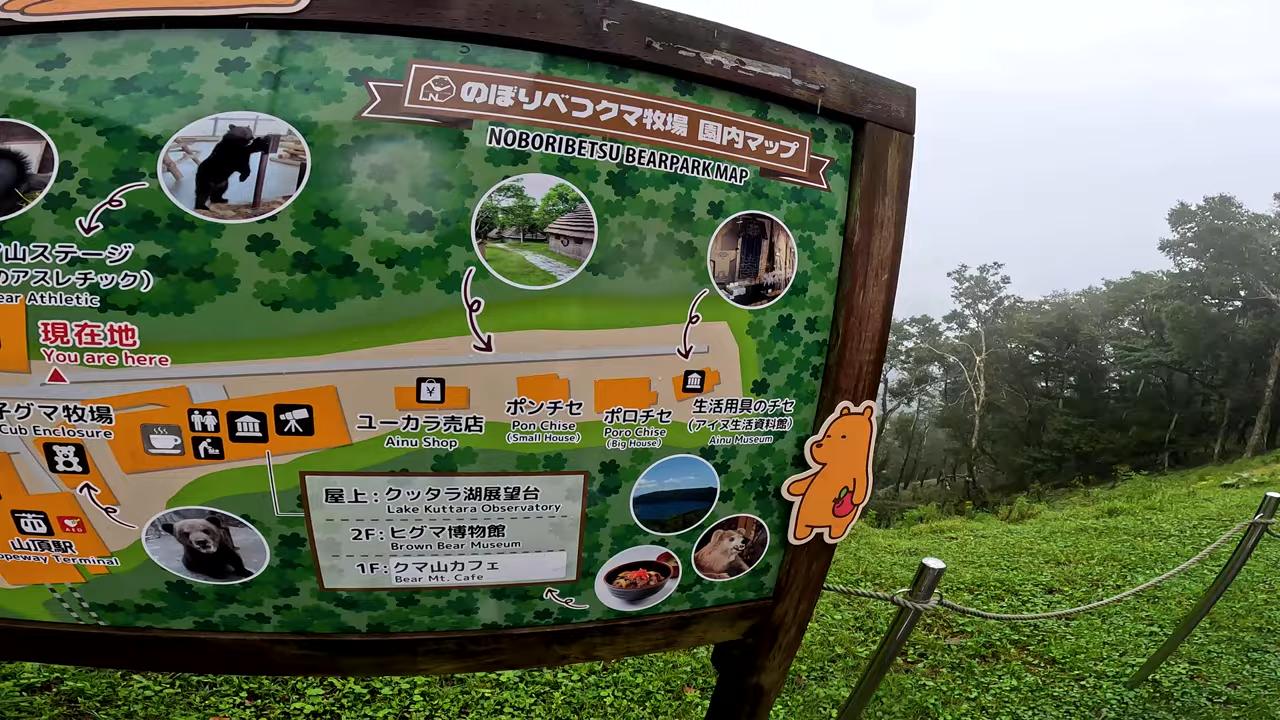 のぼりべつクマ牧場 園内マップ
NOBORIBETSU BEARPARK MAP
山ステージ
のアスレチック)
ear Athletic
現在地
You are here
子グマ牧場
Cub Enclosure
ユーカラ売店
Ainu Shop
ポンチセ
Pon Chise
(Small House)
ポロチセ
Poro Chise
(Big House)
生活用具のチセ
(アイヌ生活資料館)
Ainu Museum
AED
山頂駅
opeway Terminal
屋上:クッタラ湖展望台
Lake Kuttara Observatory
2F:ヒグマ博物館
Brown Bear Museum
1F:クマ山カフェ
Bear Mt. Cafe